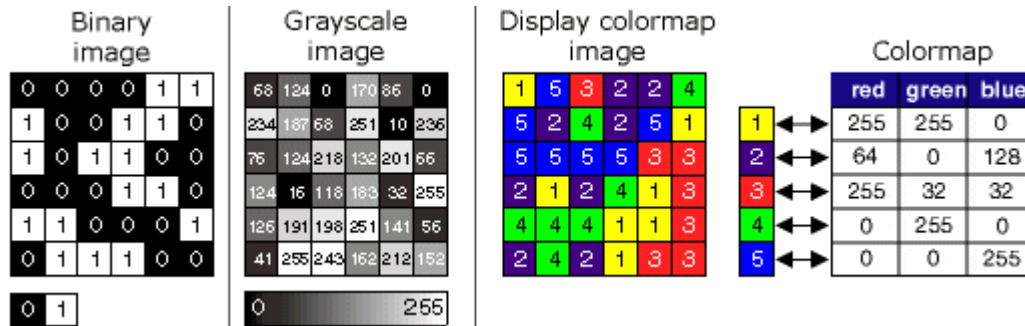 Binary
image
0 0 0 0 1 1
1 0 0 1 1 0
1 0 1 1 0 0
0 0 0 1 1 0
1 1 0 0 0 1
0 1 1 1 0 0
0 1
Grayscale
image
68 124 0 170 86 0
234 187 68 251 10 236
76 124 218 132 201 66
124 16 118 183 32 255
126 191 198 251 141 56
41 255 243 162 212 152
0 255
Display colormap
image
1 5 3 2 2 4
5 2 4 2 5 1
5 5 5 5 3 3
2 1 2 4 1 3
4 4 4 1 1 3
2 4 2 1 3 3
Colormap
red green blue
1 255 255 0
2 64 0 128
3 255 32 32
4 0 255 0
5 0 0 255